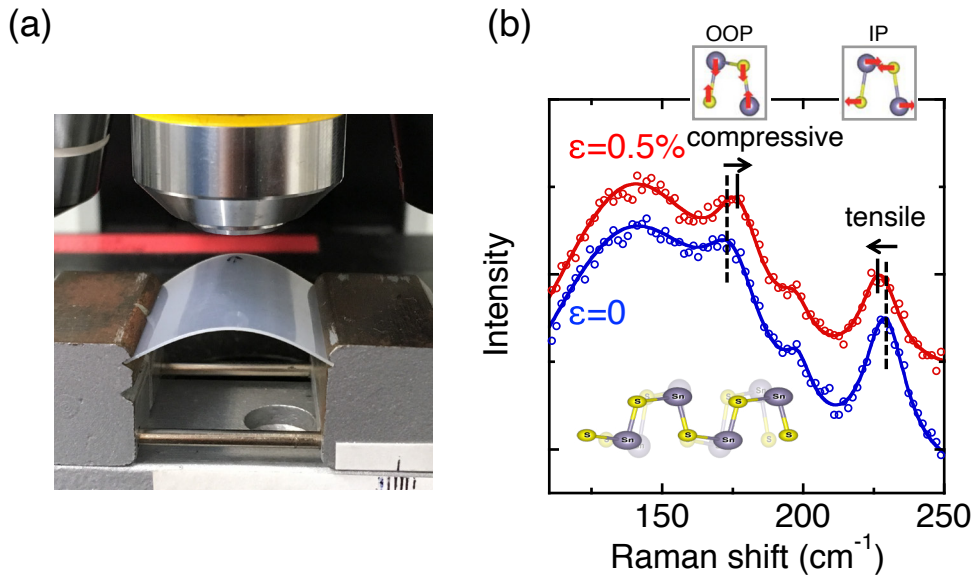 (a)
(b)
OOP
IP
compressive
ε=0.5%
tensile
ε=0
Intensity
S
Sn
S
Sn
S
Sn
S
Sn
S
Sn
S
150
200
250
Raman shift (cm⁻¹)